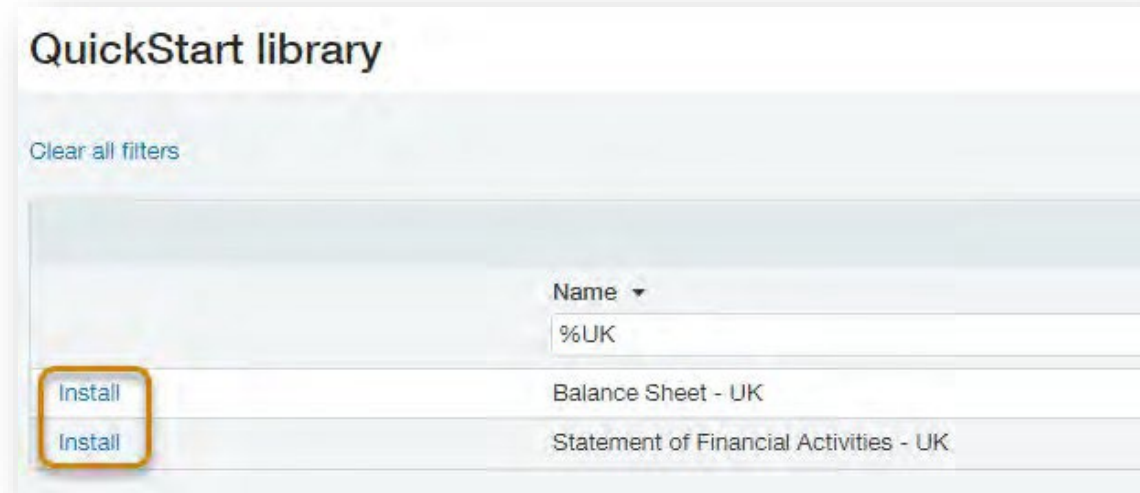 QuickStart library
Clear all filters
Name
%UK
Install Balance Sheet - UK
Install Statement of Financial Activities - UK